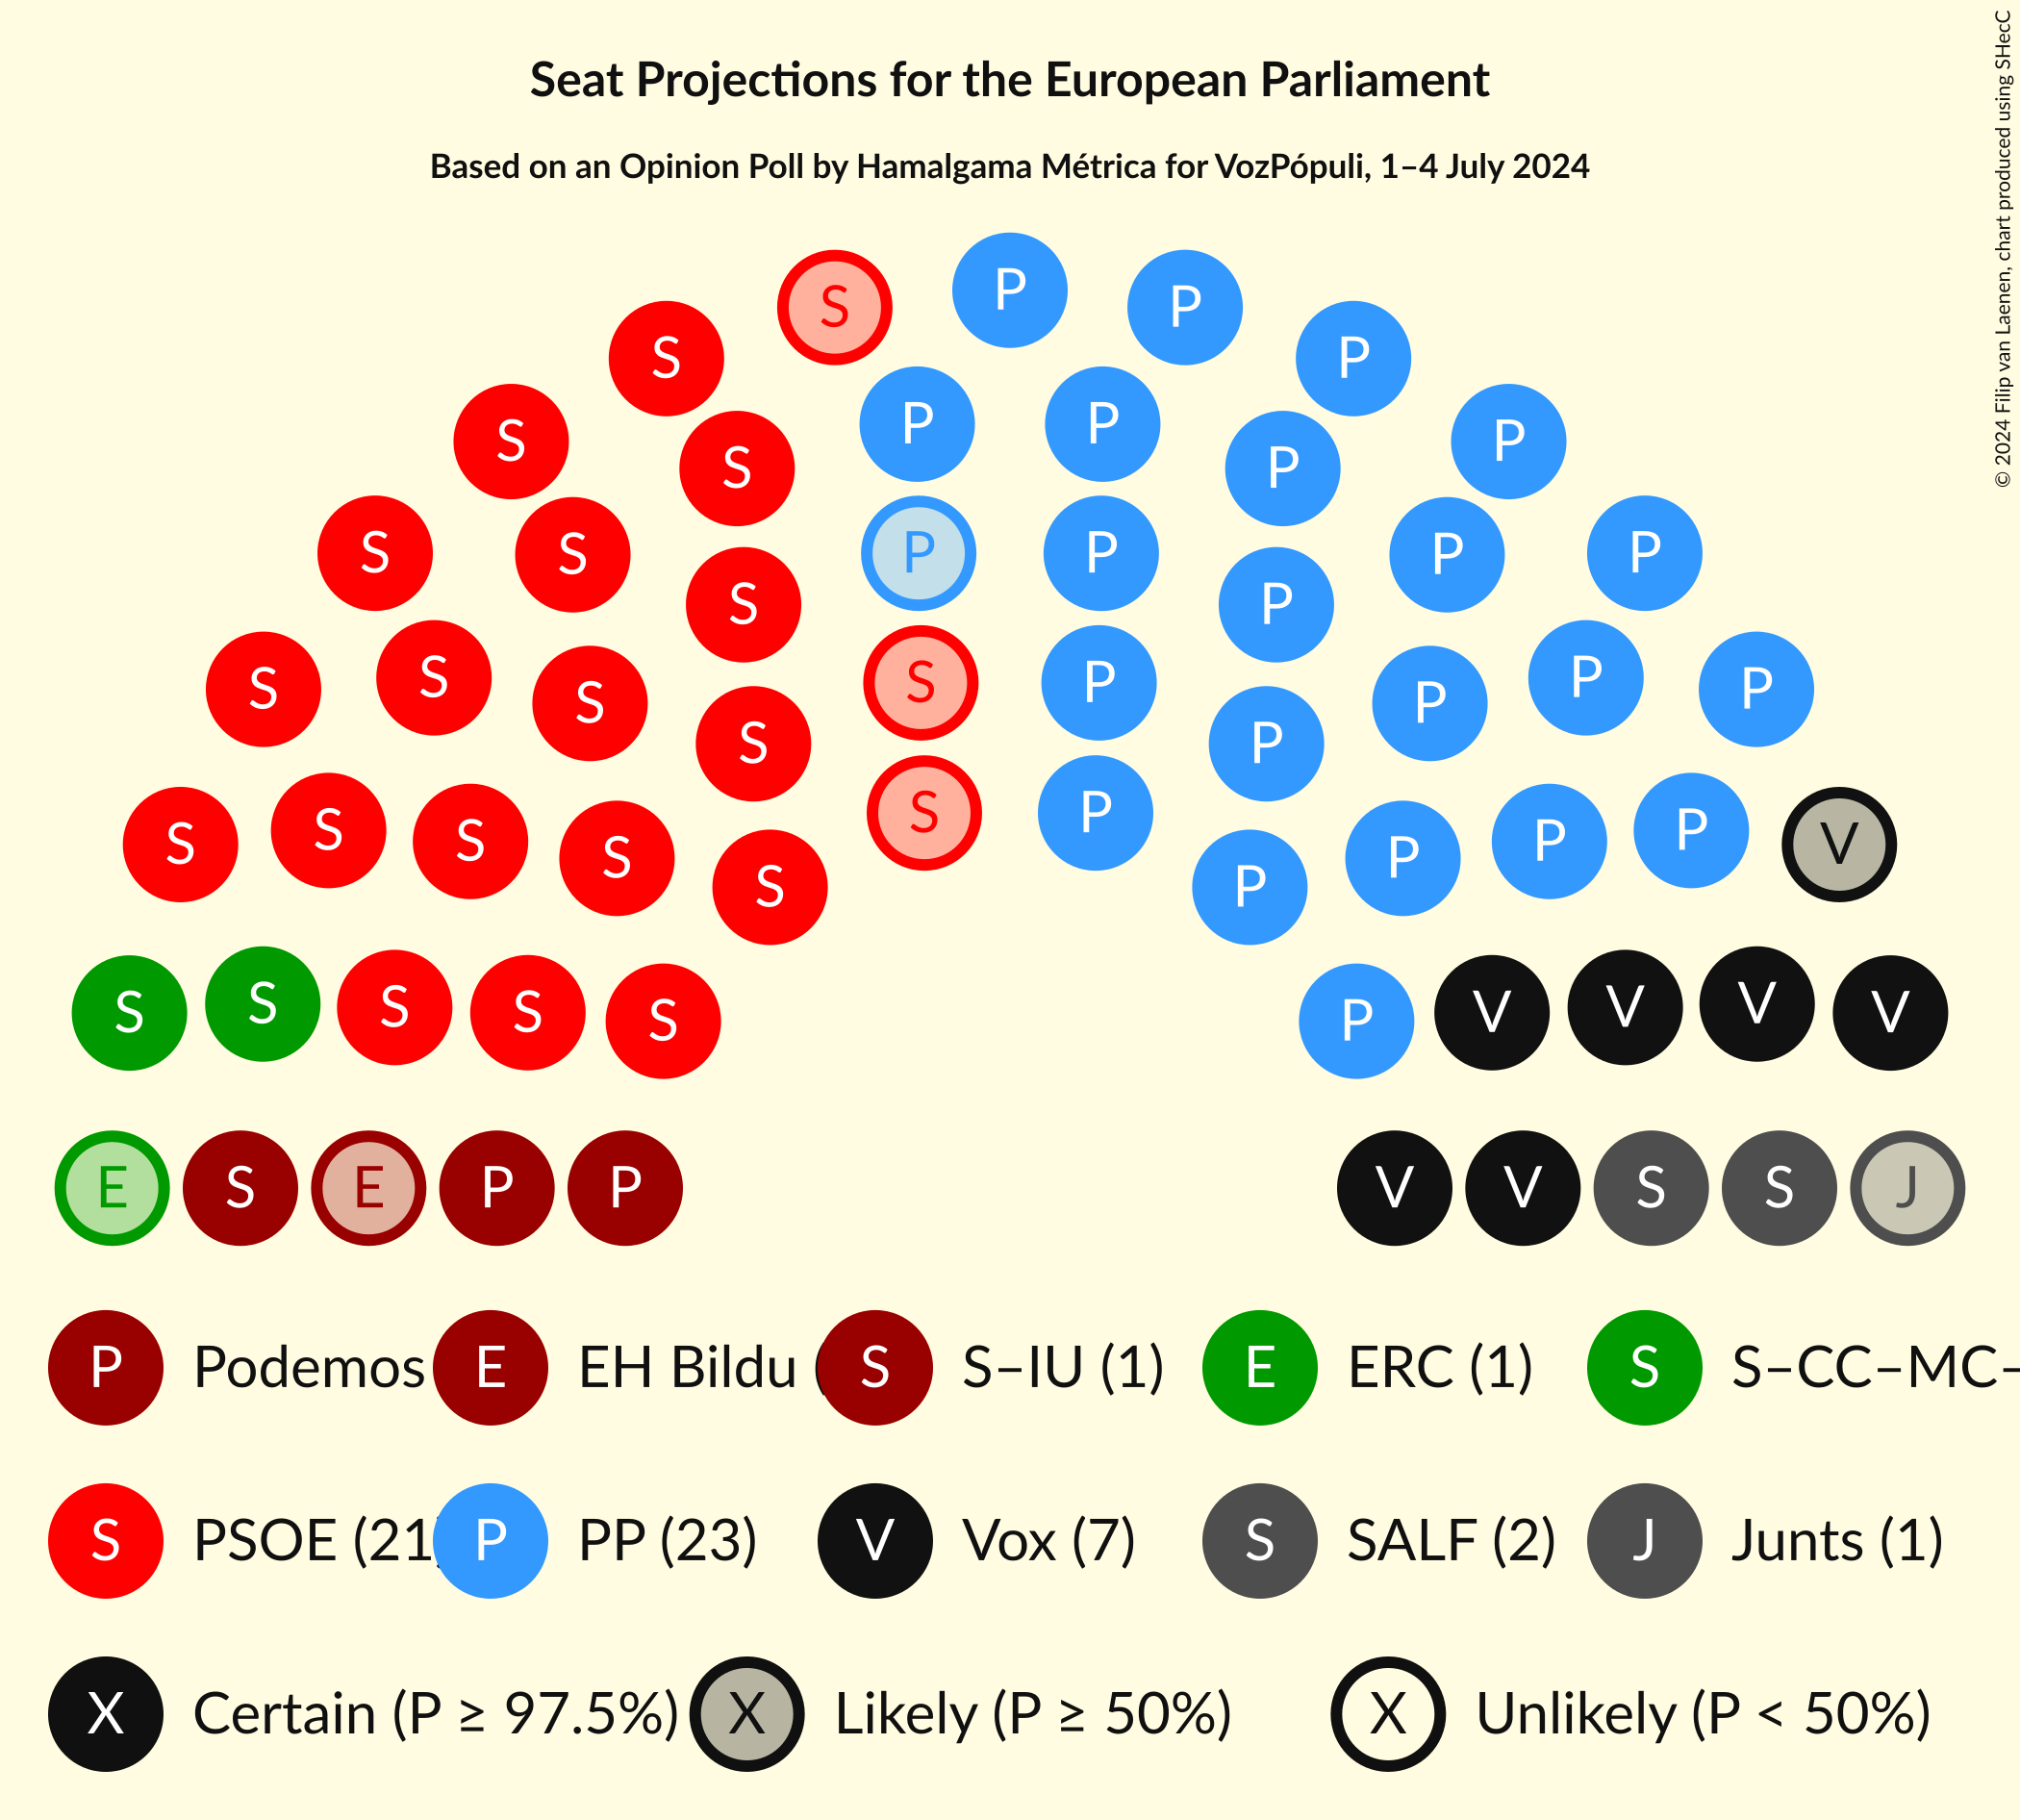 Seat Projections for the European Parliament
Based on an Opinion Poll by Hamalgama Métrica for VozPópuli, 1–4 July 2024
© 2024 Filip van Laenen, chart produced using SHecC
P
S P
S P
P P
S P
S P
S S P P P P
S P
S S S S P P P P
S P
S P
S S S S P P P V
S P
S S S S S P V V V V
E S E P P V V S S J
P Podemos E EH Bildu S S–IU (1) E ERC (1) S S–CC–MC–
S PSOE (21) P PP (23) V Vox (7) S SALF (2) J Junts (1)
X Certain (P ≥ 97.5%) X Likely (P ≥ 50%) X Unlikely (P < 50%)